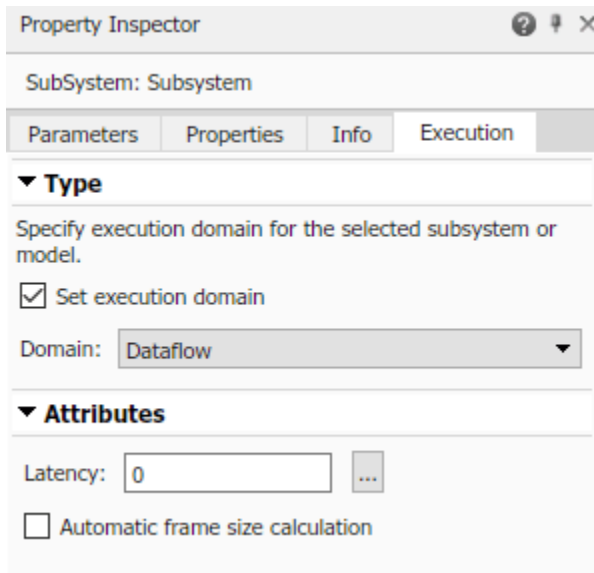 Property Inspector
SubSystem: Subsystem
Parameters Properties Info Execution
Type
Specify execution domain for the selected subsystem or
model.
Set execution domain
Domain: Dataflow
Attributes
Latency: 0 ...
Automatic frame size calculation